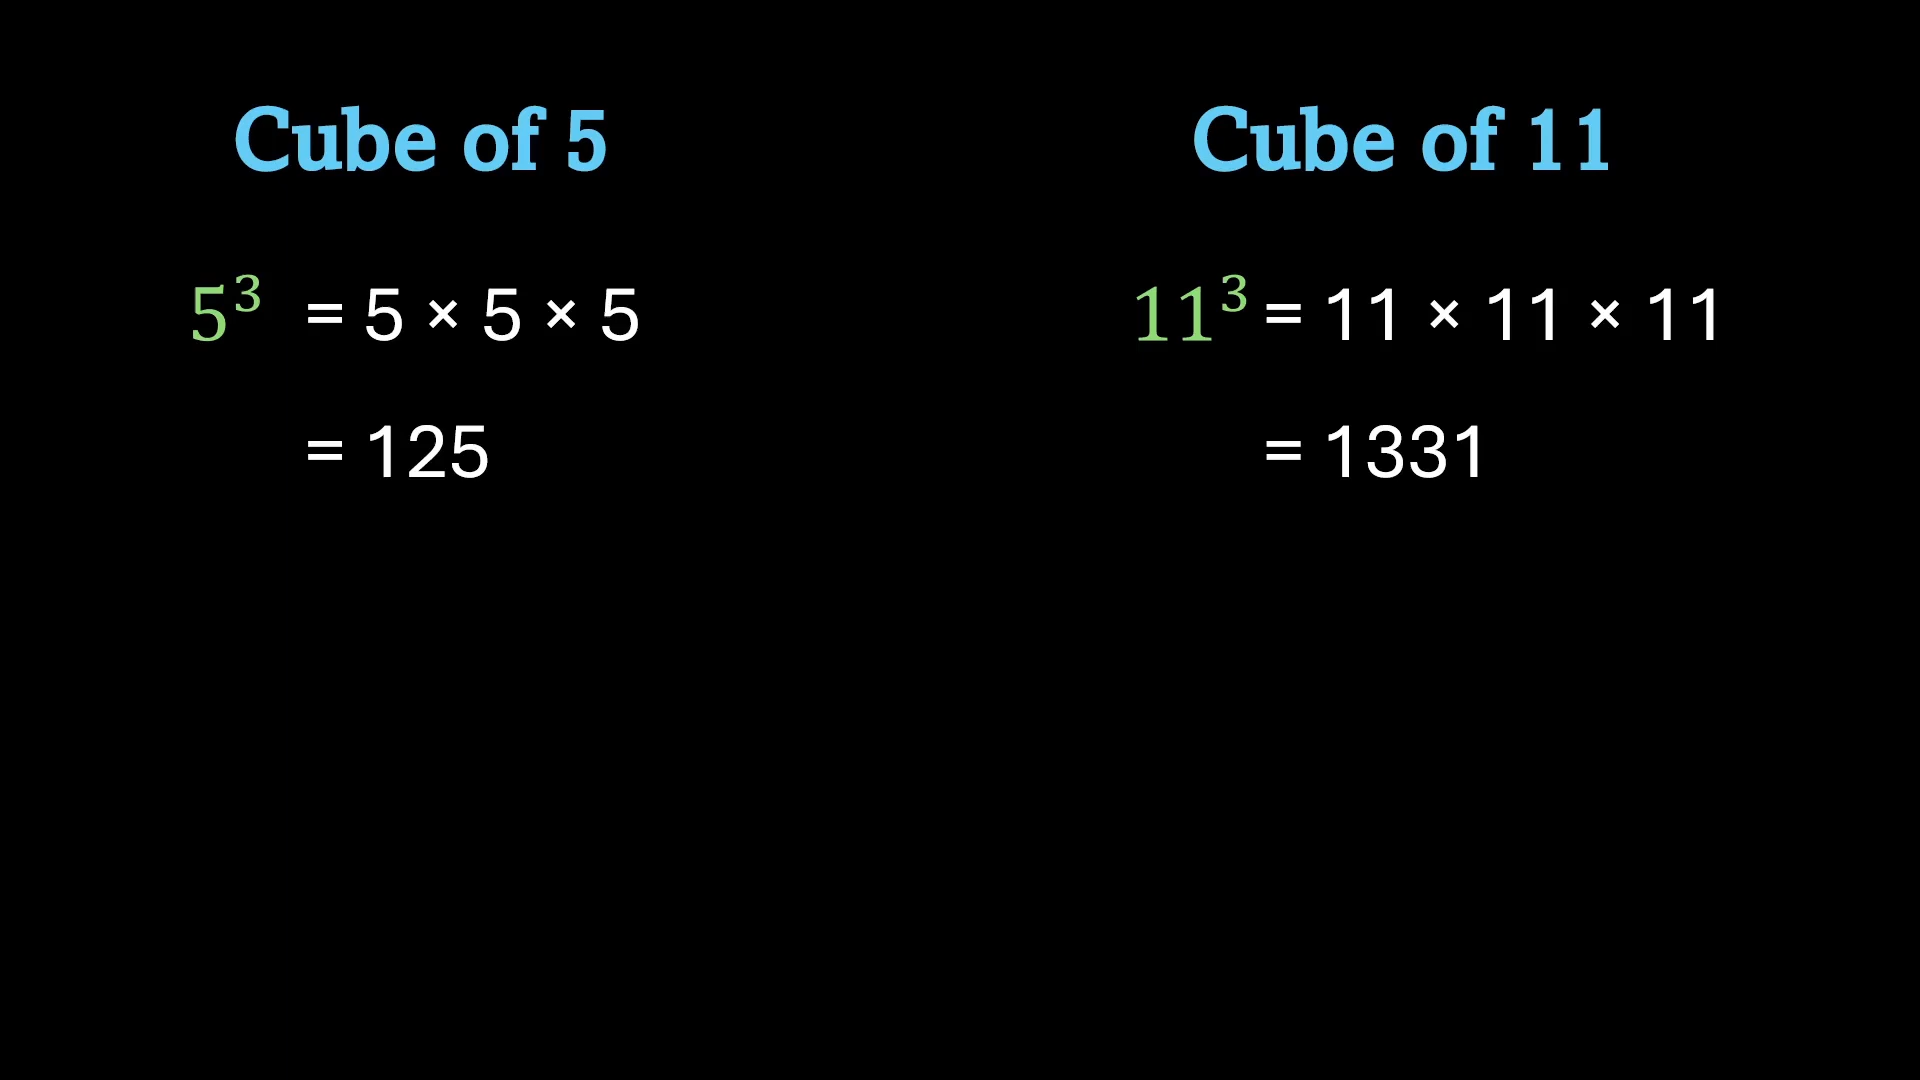 Cube of 5
5³ = 5 × 5 × 5
= 125
Cube of 11
11³ = 11 × 11 × 11
= 1331